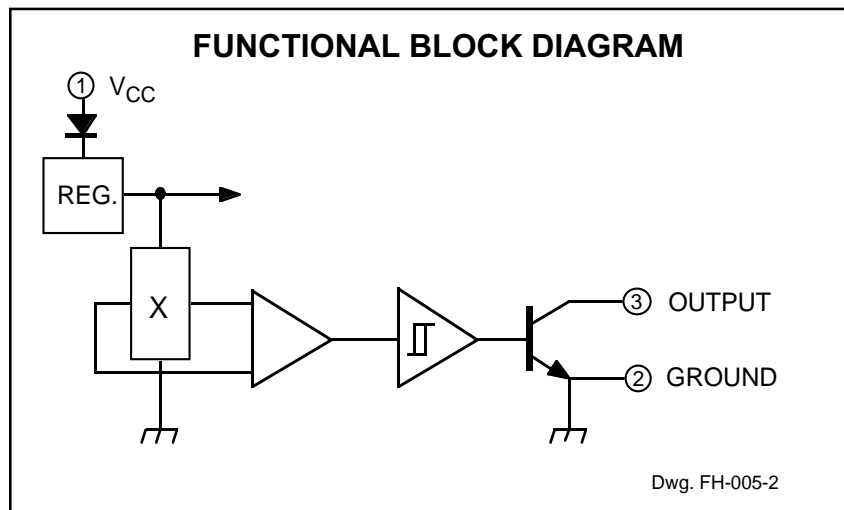 FUNCTIONAL BLOCK DIAGRAM
1 VCC
REG.
X
3 OUTPUT
2 GROUND
Dwg. FH-005-2